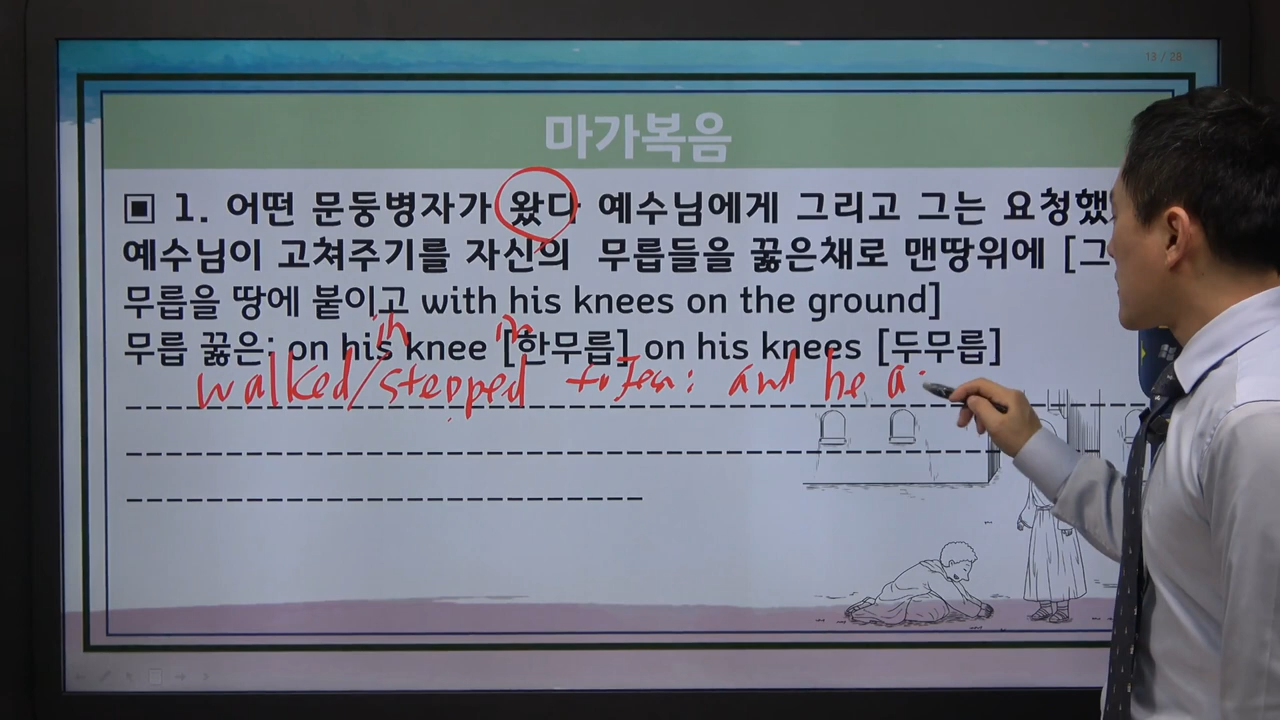 13 / 28
마가복음
▣ 1. 어떤 문둥병자가 왔다 예수님에게 그리고 그는 요청했
예수님이 고쳐주기를 자신의 무릎들을 꿇은채로 맨땅위에 [그
무릎을 땅에 붙이고 with his knees on the ground]
무릎 꿇은: on his knee [한무릎] on his knees [두무릎]
walked/stepped to Jesu: and he a